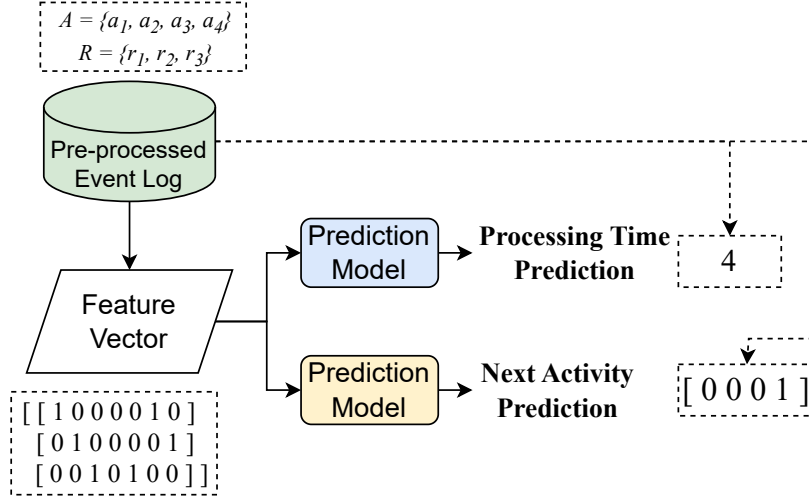 A = {a1, a2, a3, a4}
R = {r1, r2, r3}
Pre-processed
Event Log
Prediction
Model
Processing Time
Prediction
4
Feature
Vector
Prediction
Model
Next Activity
Prediction
[ 0 0 0 1 ]
[ [ 1 0 0 0 0 1 0 ]
[ 0 1 0 0 0 0 1 ]
[ 0 0 1 0 1 0 0 ] ]